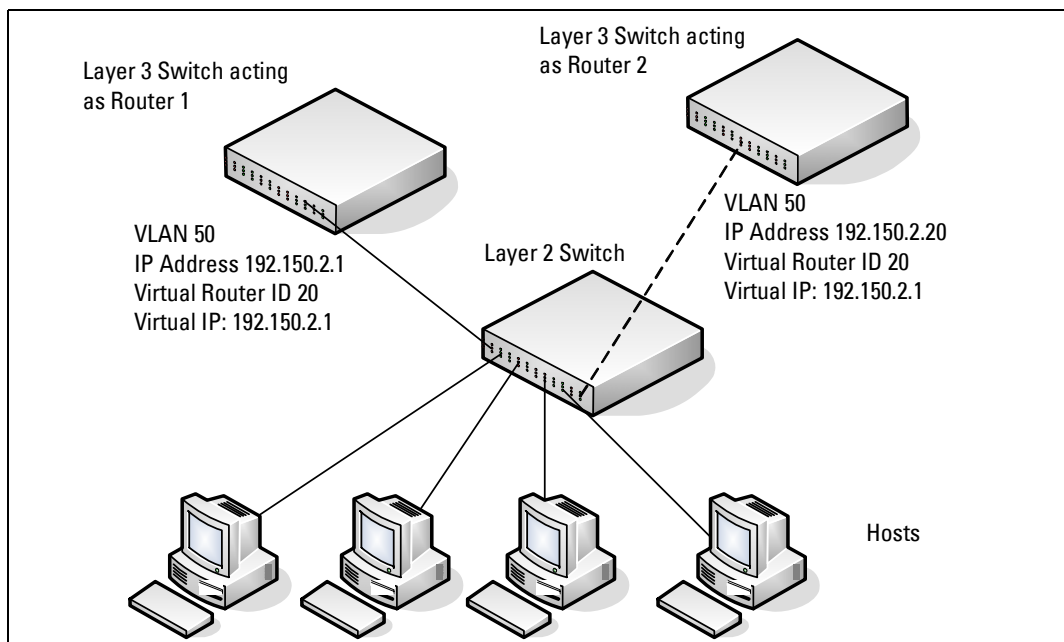 Layer 3 Switch acting
as Router 1
Layer 3 Switch acting
as Router 2
VLAN 50
IP Address 192.150.2.1
Virtual Router ID 20
Virtual IP: 192.150.2.1
Layer 2 Switch
VLAN 50
IP Address 192.150.2.20
Virtual Router ID 20
Virtual IP: 192.150.2.1
Hosts